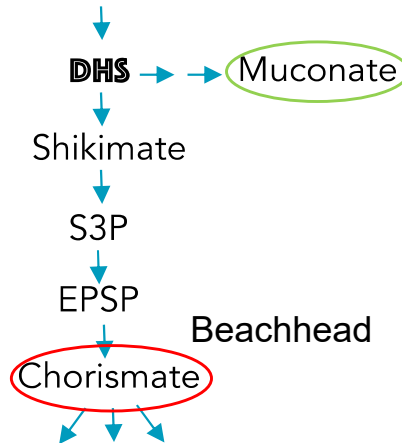 DHS
Muconate
Shikimate
S3P
EPSP
Beachhead
Chorismate